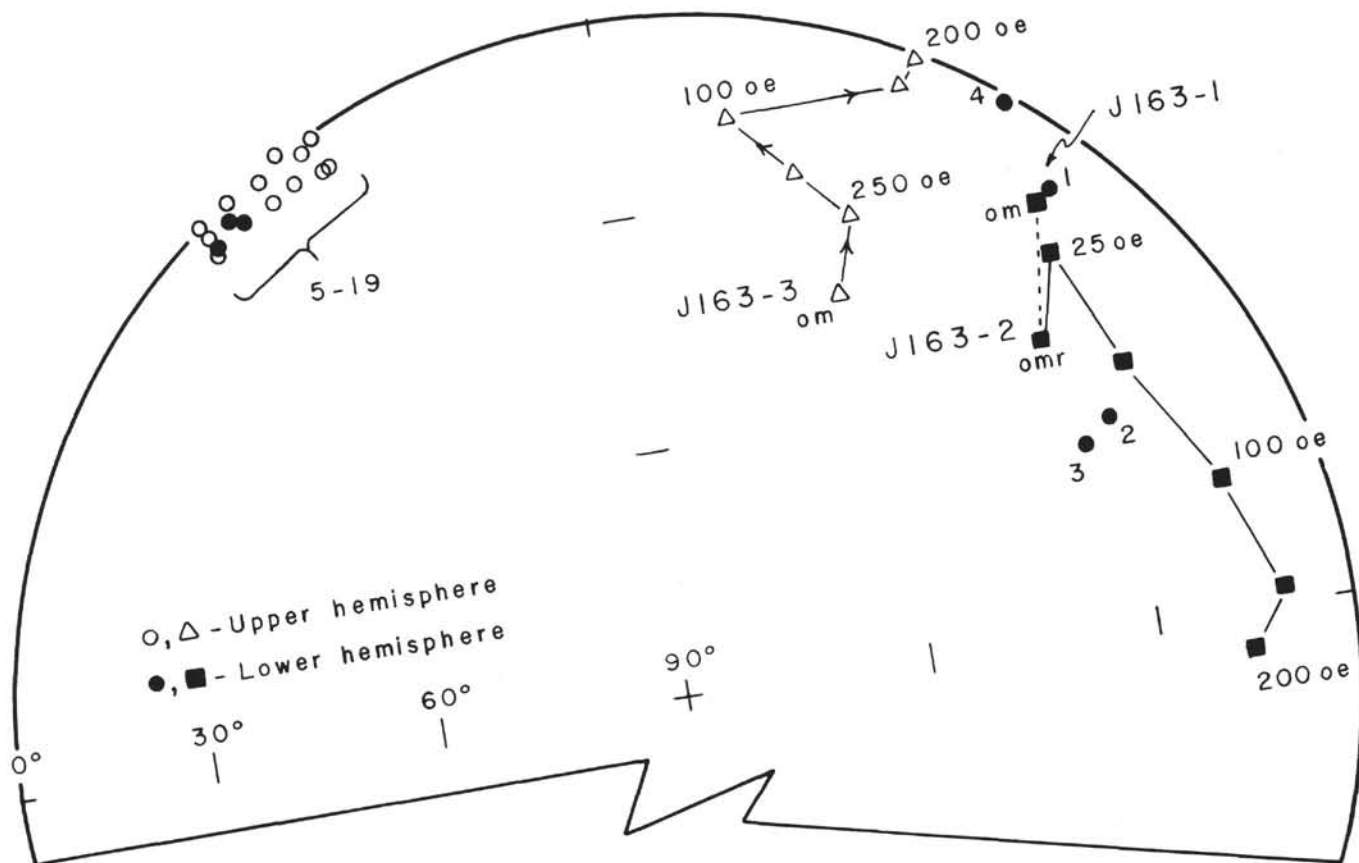 200 oe
100 oe
4
J163-1
1
250 oe
om
25 oe
5-19
J163-3
om
J163-2
omr
2
3
100 oe
○, △ - Upper hemisphere
●, ■ - Lower hemisphere
90°
60°
30°
0°
200 oe